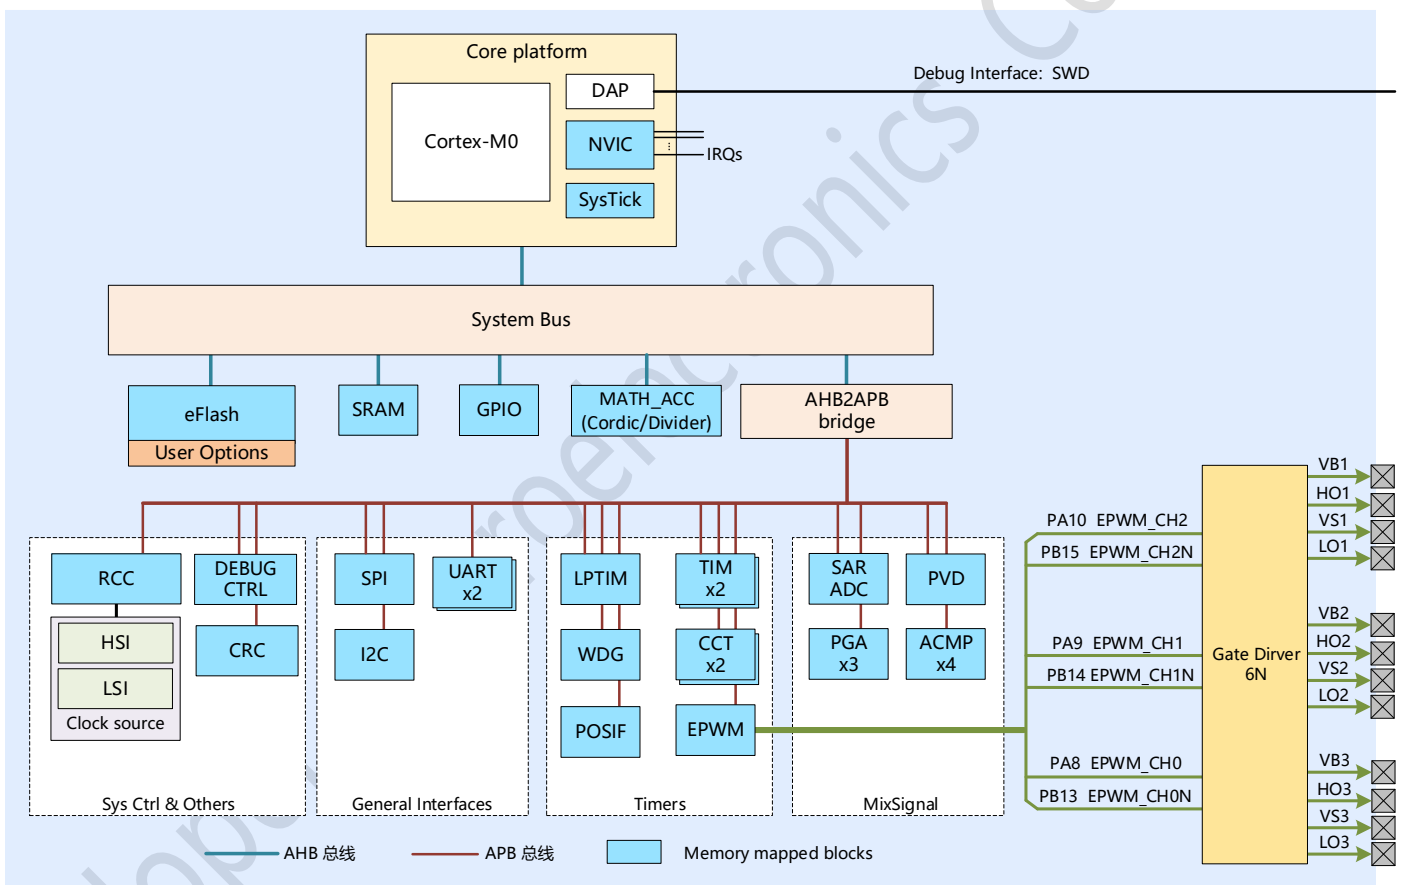 Core platform
Debug Interface: SWD
DAP
Cortex-M0
NVIC
IRQs
SysTick
System Bus
eFlash
User Options
SRAM
GPIO
MATH_ACC
(Cordic/Divider)
AHB2APB
bridge
RCC
DEBUG
CTRL
HSI
LSI
Clock source
CRC
Sys Ctrl & Others
SPI
UART
x2
I2C
General Interfaces
LPTIM
TIM
x2
WDG
CCT
x2
POSIF
EPWM
Timers
SAR
ADC
PVD
PGA
x3
ACMP
x4
MixSignal
PA10 EPWM_CH2
PB15 EPWM_CH2N
PA9 EPWM_CH1
PB14 EPWM_CH1N
PA8 EPWM_CH0
PB13 EPWM_CH0N
Gate Dirver
6N
VB1
HO1
VS1
LO1
VB2
HO2
VS2
LO2
VB3
HO3
VS3
LO3
AHB 总线
APB 总线
Memory mapped blocks